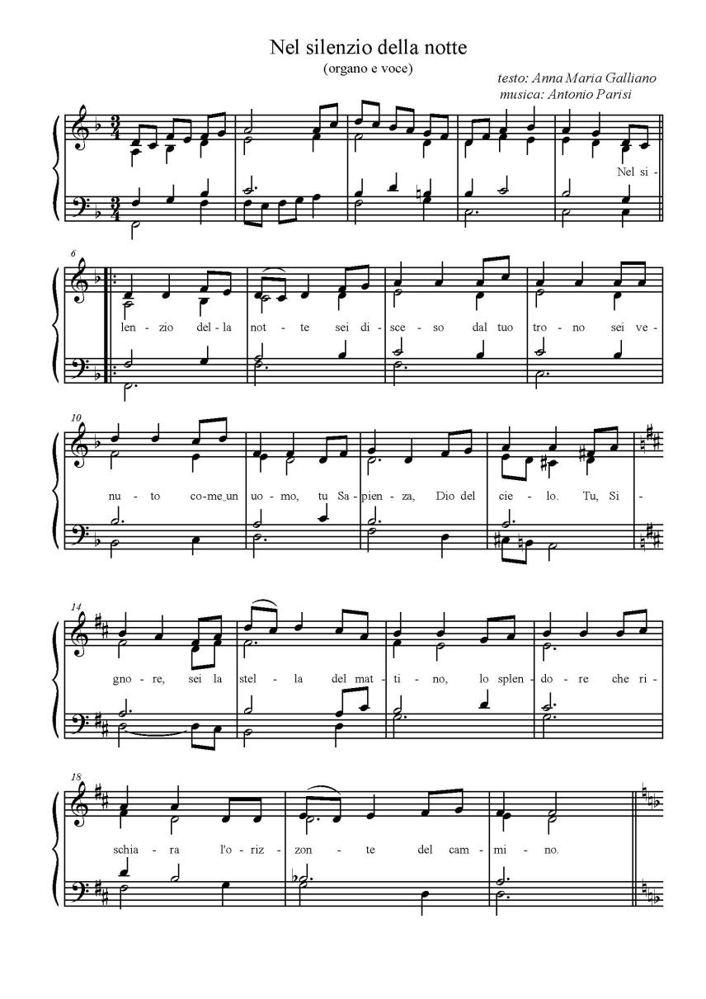 Nel silenzio della notte
(organo e voce)
testo: Anna Maria Galliano
musica: Antonio Parisi
Nel si -
6
len - zio del-la not - te sei di - sce - so dal tuo tro - no sei ve -
10
nu - to co-me_un uo-mo, tu Sa-pien - za, Dio del cie - lo. Tu, Si -
14
gno - re, sei la stel - la del mat - ti - no, lo splen - do - re che ri -
18
schia - ra l'o - riz - zon - te del cam - mi - no.